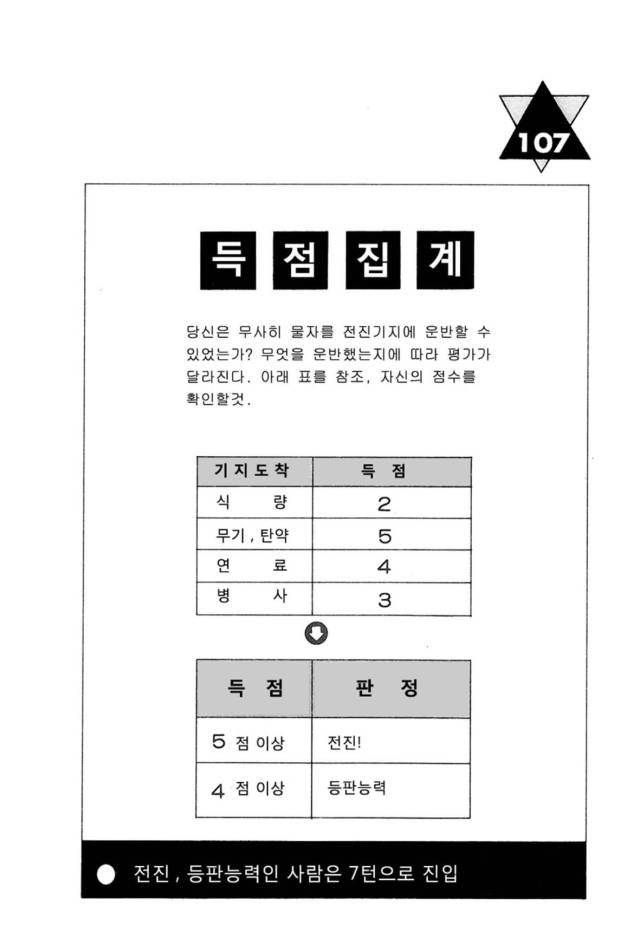 107
득점집계
당신은 무사히 물자를 전진기지에 운반할 수
있었는가? 무엇을 운반했는지에 따라 평가가
달라진다. 아래 표를 참조, 자신의 점수를
확인할것.
기지도착 득 점
식 량 2
무기, 탄약 5
연 료 4
병 사 3
득 점 판 정
5 점 이상 전진!
4 점 이상 등판능력
전진, 등판능력인 사람은 7턴으로 진입